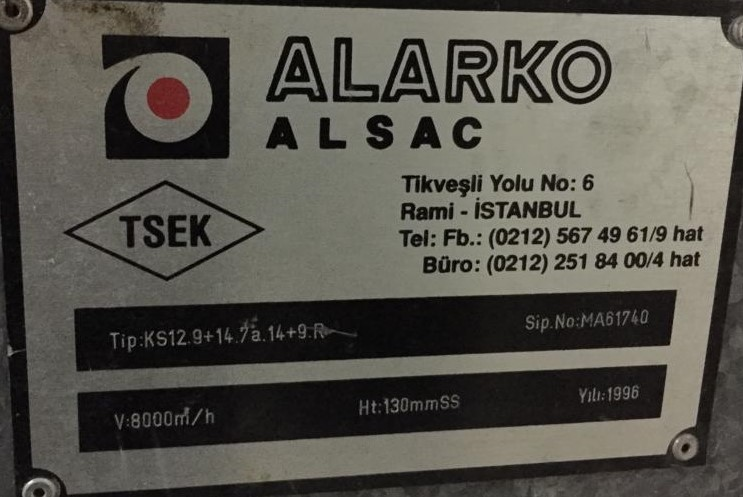 ALARKO
ALSAC
TSEK
Tikveşli Yolu No: 6
Rami - İSTANBUL
Tel: Fb.: (0212) 567 49 61/9 hat
Büro: (0212) 251 84 00/4 hat
Tip:KS12.9+14.7a.14+9.R
Sip.No:MA61740
V:8000m³/h
Ht:130mmSS
Yılı:1996